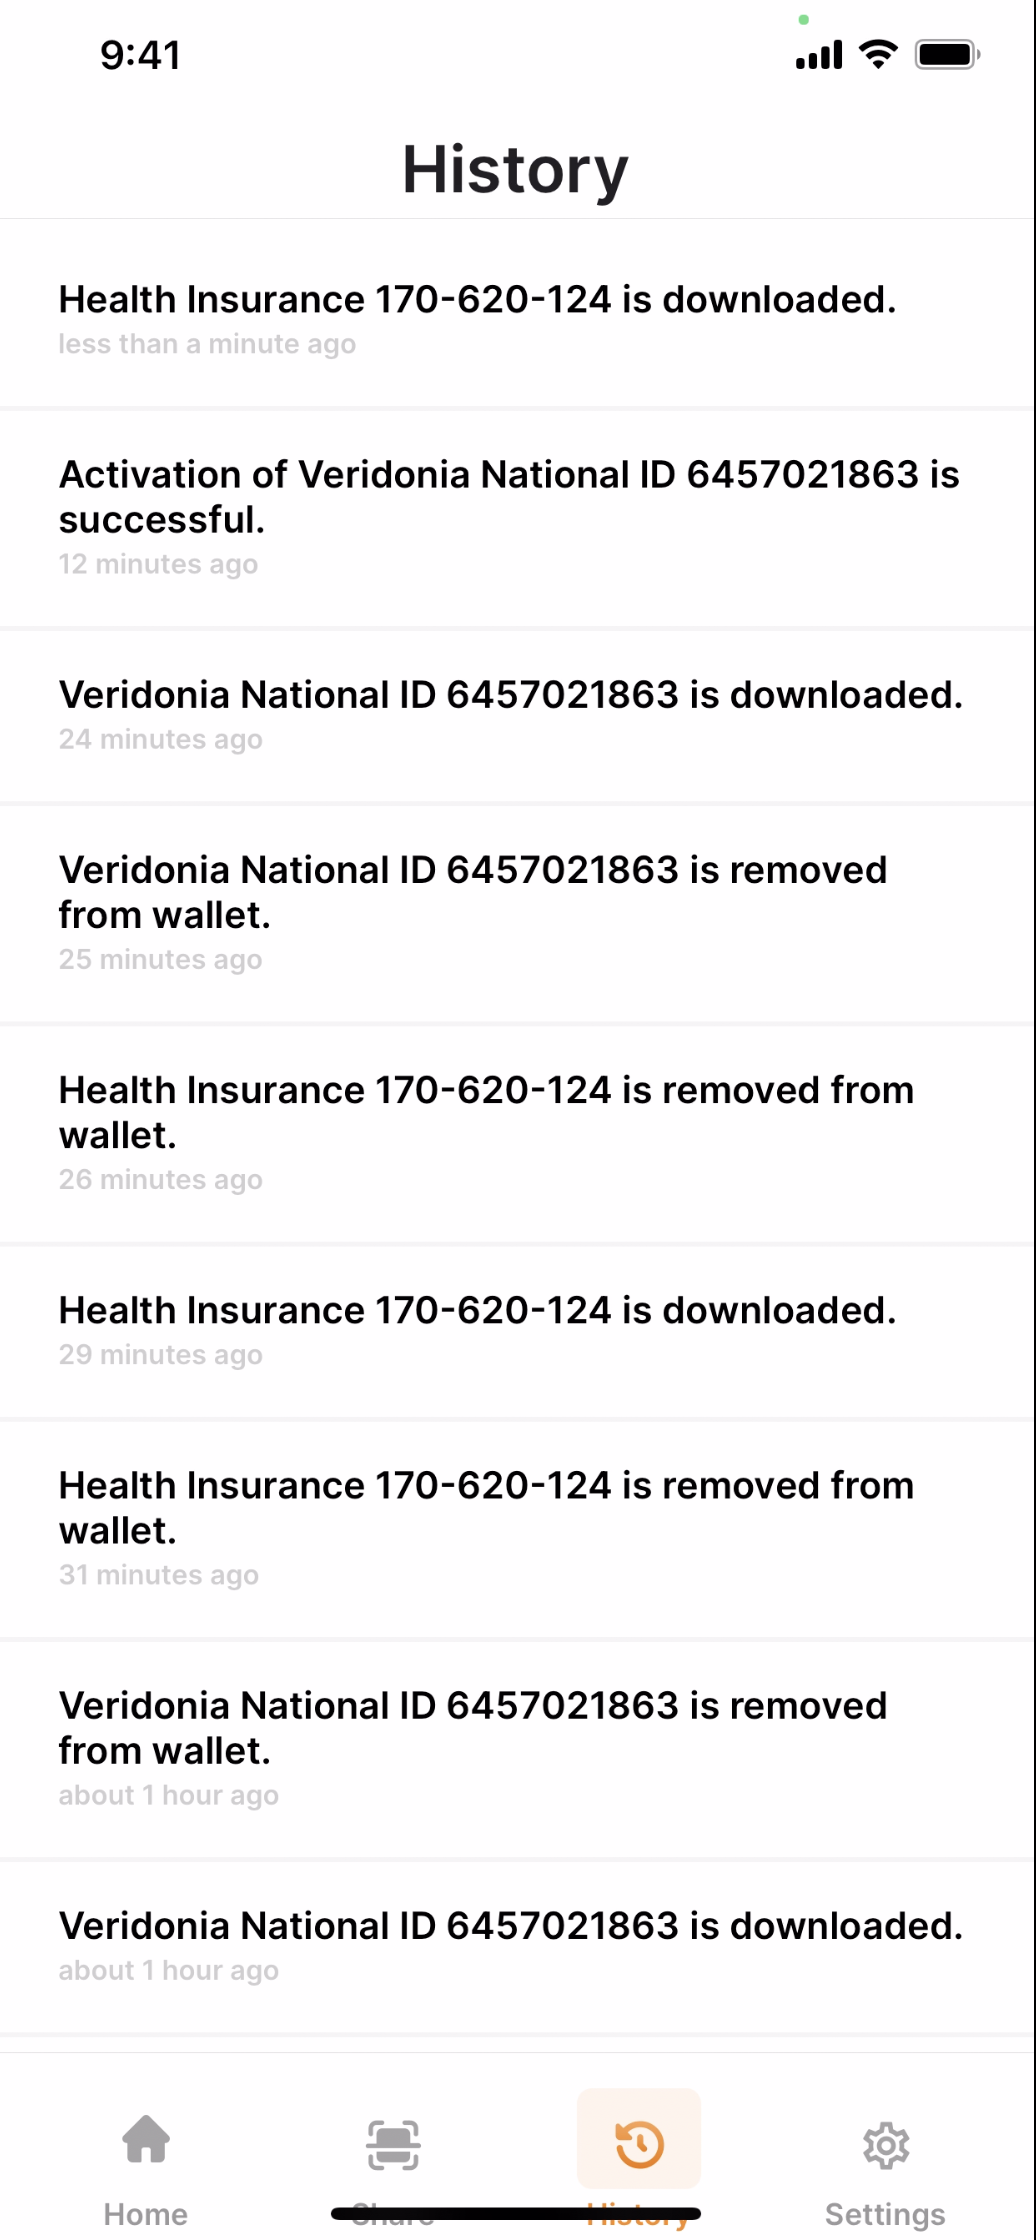 9:41
History
Health Insurance 170-620-124 is downloaded.
less than a minute ago
Activation of Veridonia National ID 6457021863 is
successful.
12 minutes ago
Veridonia National ID 6457021863 is downloaded.
24 minutes ago
Veridonia National ID 6457021863 is removed
from wallet.
25 minutes ago
Health Insurance 170-620-124 is removed from
wallet.
26 minutes ago
Health Insurance 170-620-124 is downloaded.
29 minutes ago
Health Insurance 170-620-124 is removed from
wallet.
31 minutes ago
Veridonia National ID 6457021863 is removed
from wallet.
about 1 hour ago
Veridonia National ID 6457021863 is downloaded.
about 1 hour ago
Home Share History Settings